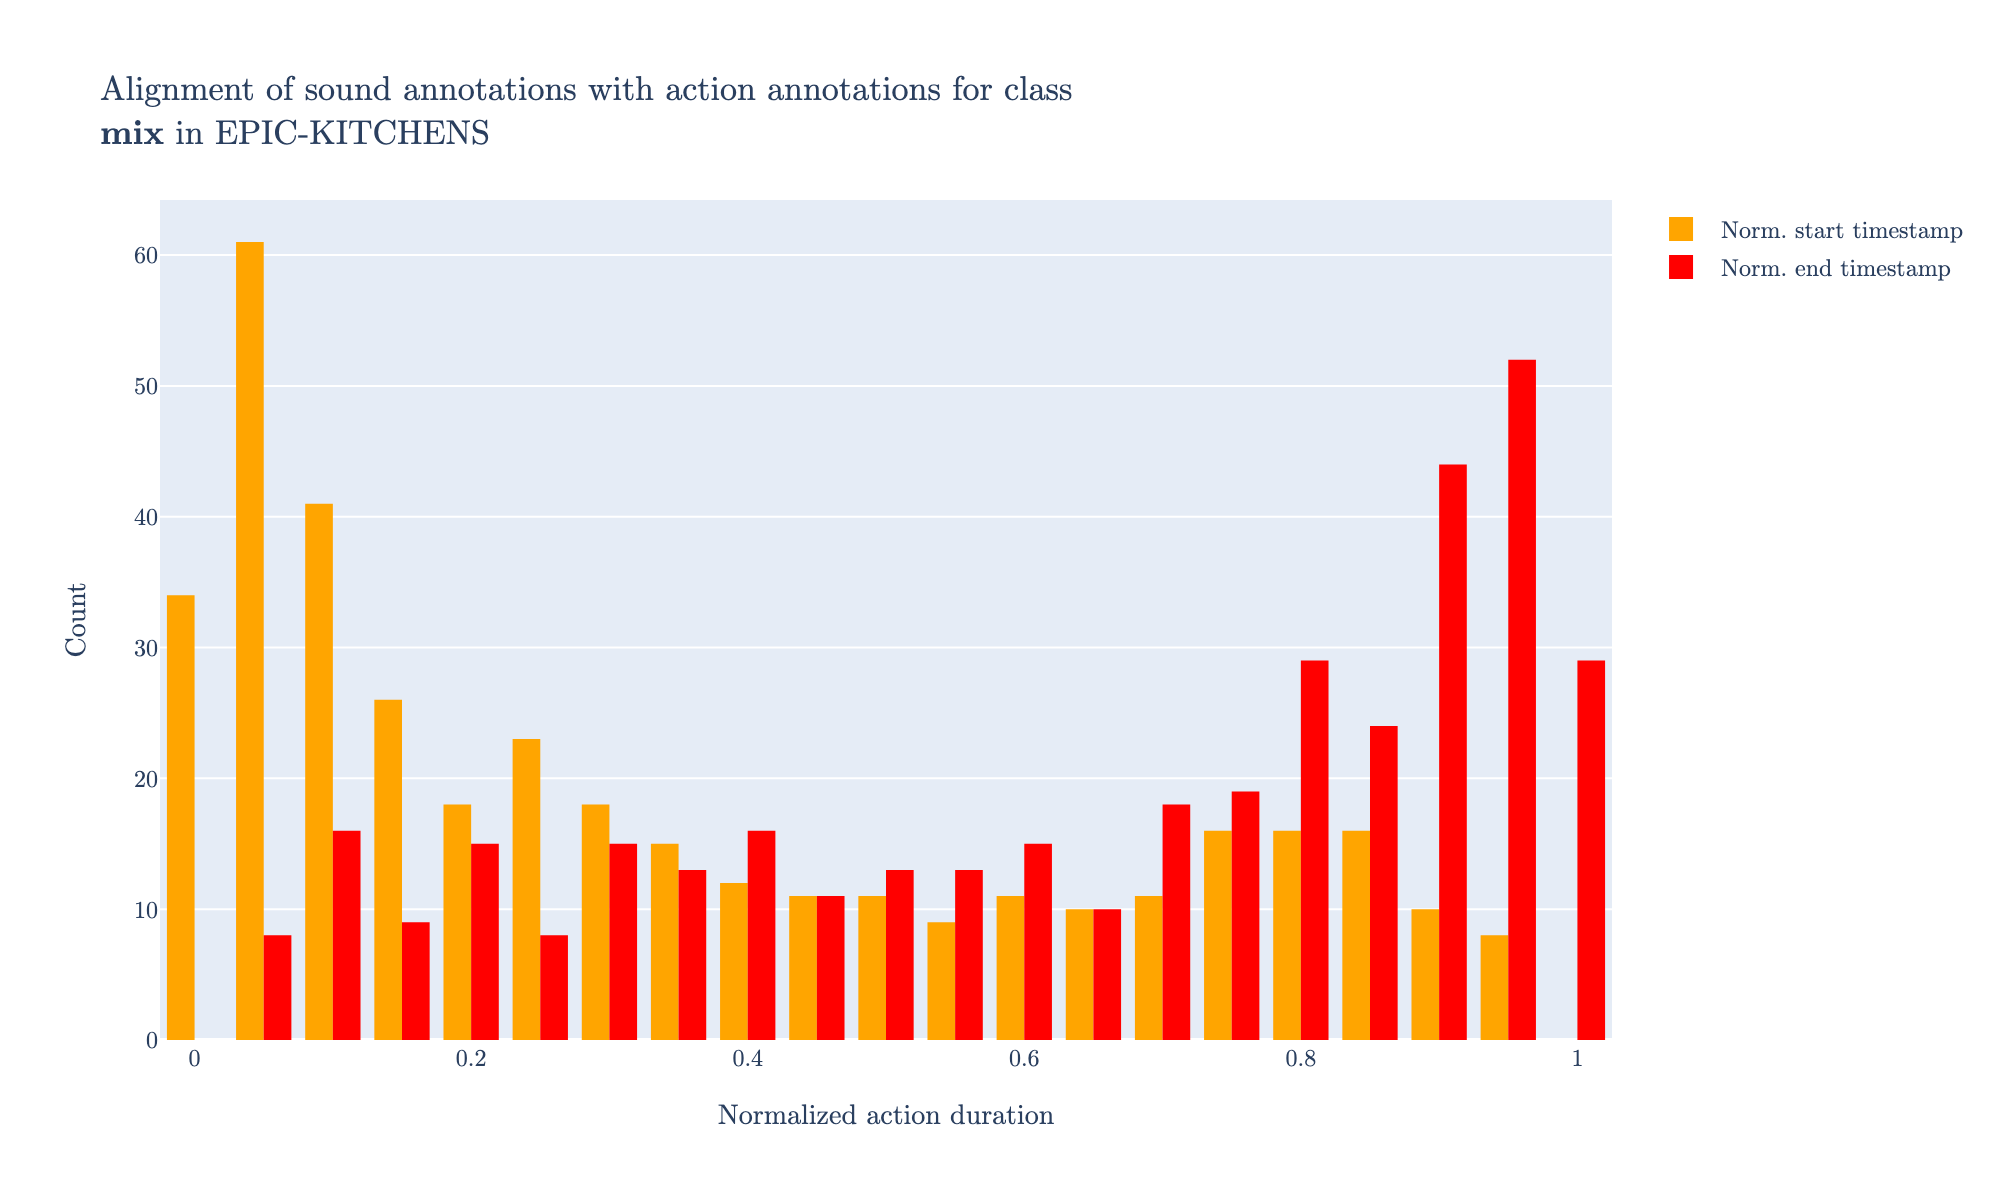 Alignment of sound annotations with action annotations for class
mix in EPIC-KITCHENS
Norm. start timestamp
Norm. end timestamp
60
50
40
30
20
10
0
Count
0 0.2 0.4 0.6 0.8 1
Normalized action duration